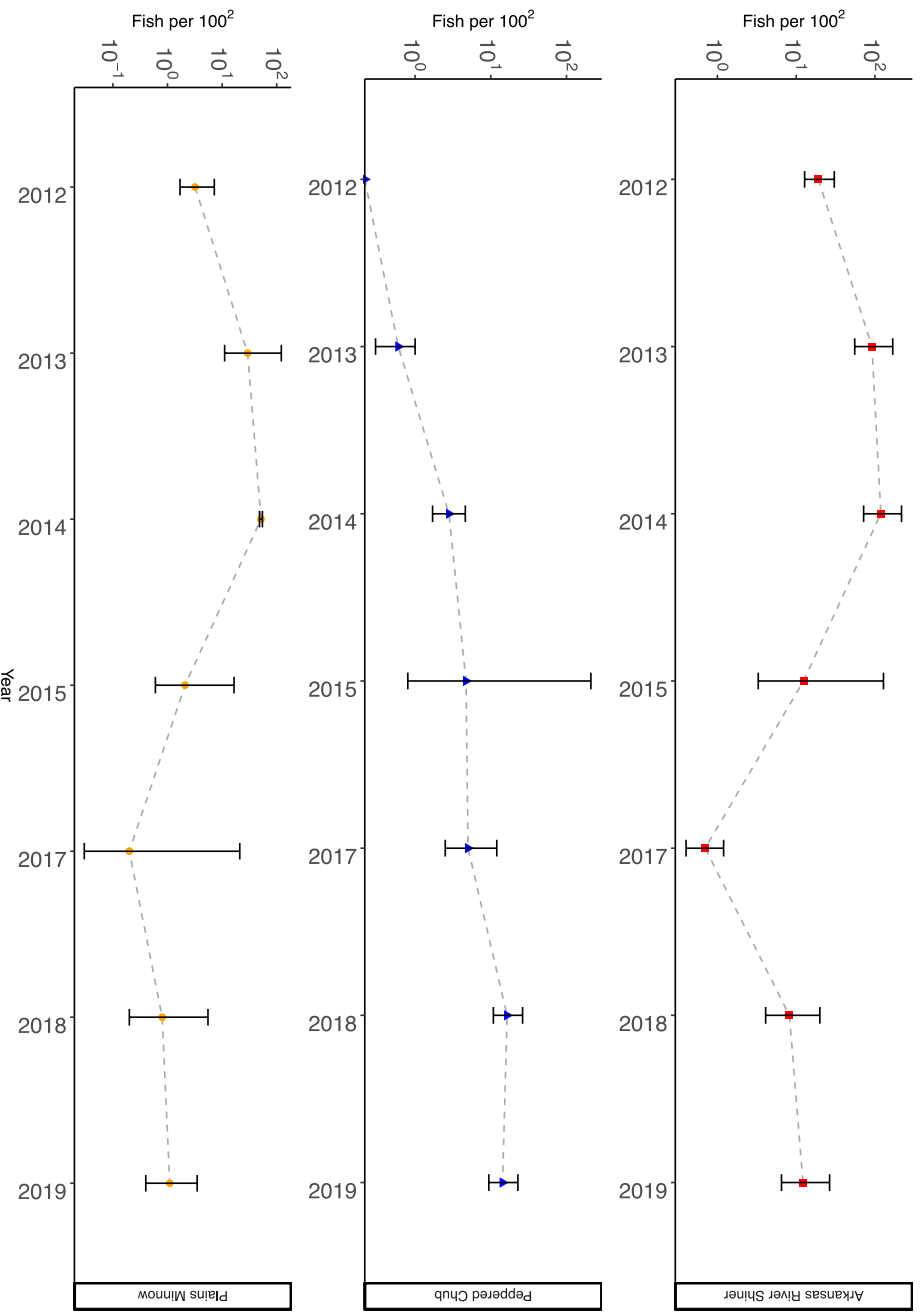 Fish per 100²
10⁻¹ 10⁰ 10¹ 10²
2012
2013
2014
2015
2017
2018
2019
Year
Plains Minnow
Fish per 100²
10⁰ 10¹ 10²
2012
2013
2014
2015
2017
2018
2019
Peppered Chub
Fish per 100²
10⁰ 10¹ 10²
2012
2013
2014
2015
2017
2018
2019
Arkansas River Shiner